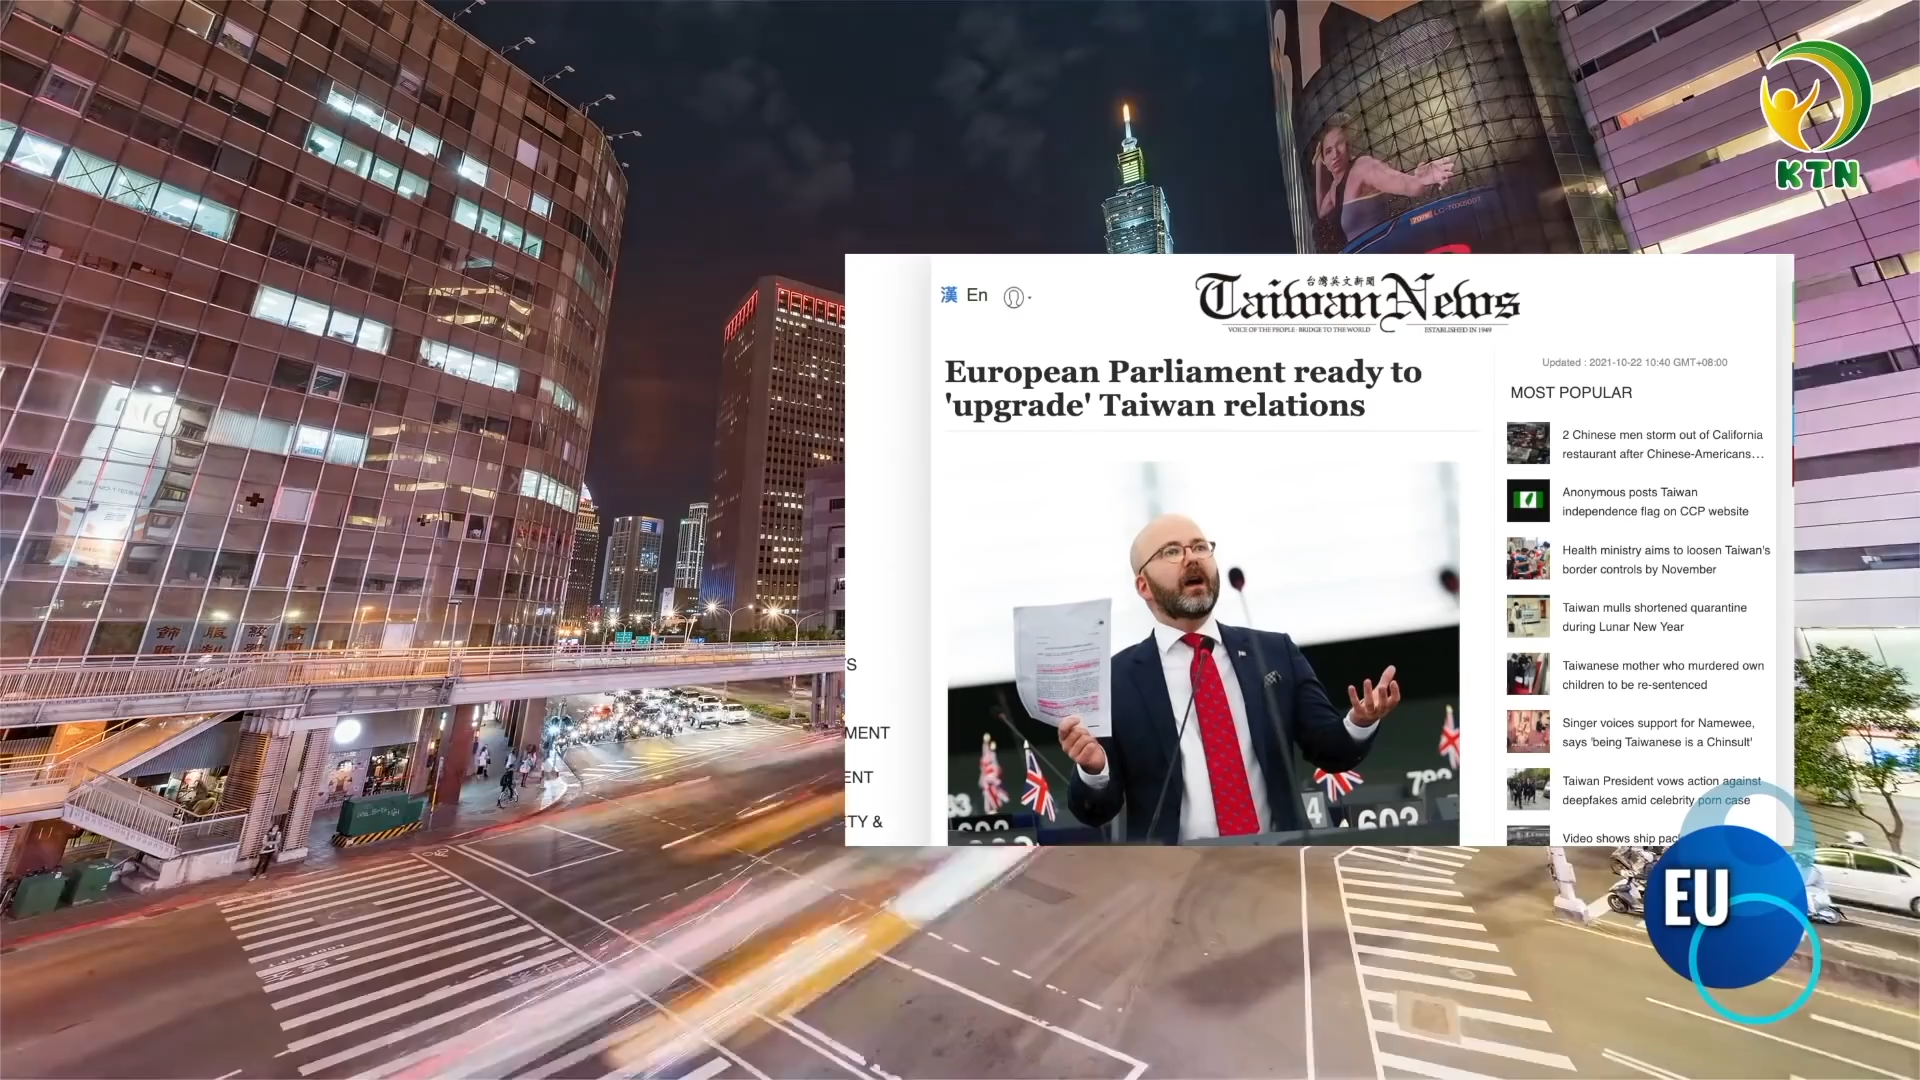 KTN
漢 En
台灣英文新聞
Taiwan News
VOICE OF THE PEOPLE · BRIDGE TO THE WORLD
ESTABLISHED IN 1949
European Parliament ready to
'upgrade' Taiwan relations
Updated : 2021-10-22 10:40 GMT+08:00
MOST POPULAR
2 Chinese men storm out of California
restaurant after Chinese-Americans…
Anonymous posts Taiwan
independence flag on CCP website
Health ministry aims to loosen Taiwan's
border controls by November
Taiwan mulls shortened quarantine
during Lunar New Year
Taiwanese mother who murdered own
children to be re-sentenced
Singer voices support for Namewee,
says 'being Taiwanese is a Chinsult'
Taiwan President vows action against
deepfakes amid celebrity porn case
Video shows ship pac
'S
MENT
ENT
TY &
603
EU
LOOK LEFT